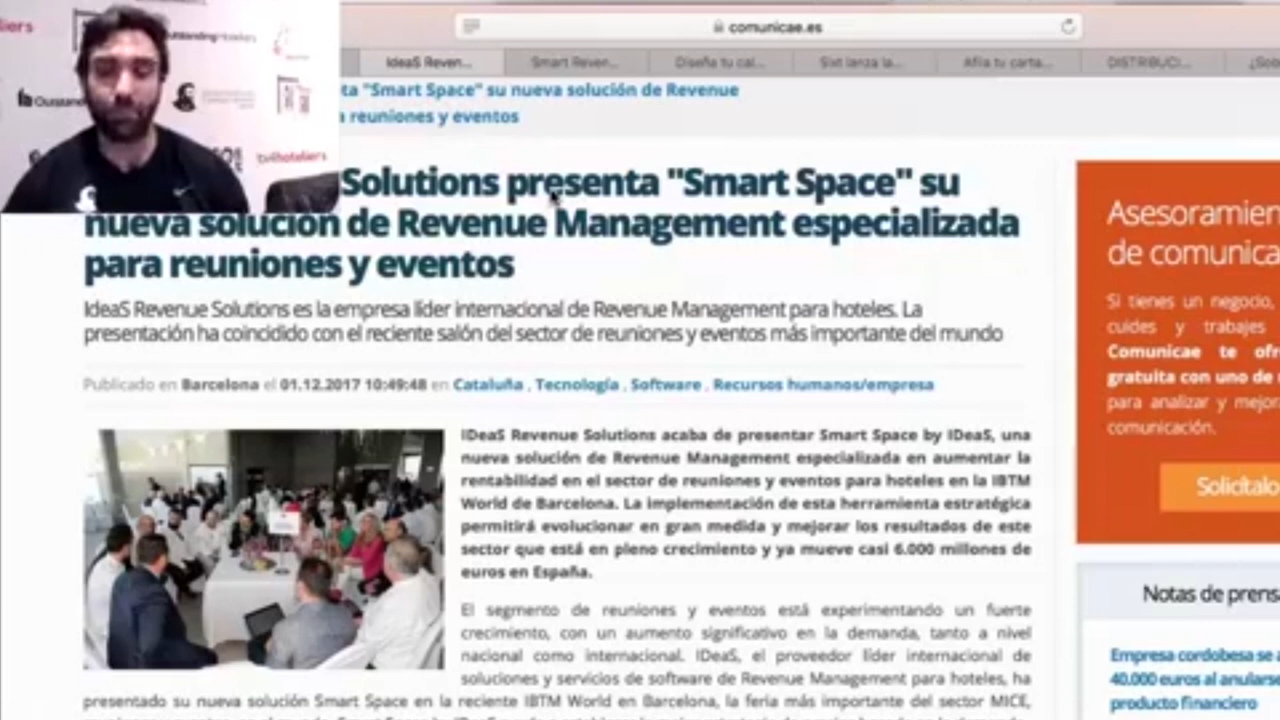 comunicae.es
IdeaS Reven...
Smart Reven...
Diseña tu cal...
Sixt lanza la...
Afila tu carta...
DISTRIBUCI...
ta "Smart Space" su nueva solución de Revenue
a reuniones y eventos
Solutions presenta "Smart Space" su
nueva solución de Revenue Management especializada
para reuniones y eventos
IdeaS Revenue Solutions es la empresa líder internacional de Revenue Management para hoteles. La
presentación ha coincidido con el reciente salón del sector de reuniones y eventos más importante del mundo
Publicado en Barcelona el 01.12.2017 10:49:48 en Cataluña , Tecnología , Software , Recursos humanos/empresa
IDeaS Revenue Solutions acaba de presentar Smart Space by IDeaS, una
nueva solución de Revenue Management especializada en aumentar la
rentabilidad en el sector de reuniones y eventos para hoteles en la IBTM
World de Barcelona. La implementación de esta herramienta estratégica
permitirá evolucionar en gran medida y mejorar los resultados de este
sector que está en pleno crecimiento y ya mueve casi 6.000 millones de
euros en España.
El segmento de reuniones y eventos está experimentando un fuerte
crecimiento, con un aumento significativo en la demanda, tanto a nivel
nacional como internacional. IDeaS, el proveedor líder internacional de
soluciones y servicios de software de Revenue Management para hoteles, ha
presentado su nueva solución Smart Space en la reciente IBTM World en Barcelona, la feria más importante del sector MICE,
Asesoramien
de comunica
Si tienes un negocio,
cuides y trabajes
Comunicae te ofr
gratuita con uno de
para analizar y mejor
comunicación.
Solicítalo
Notas de prensa
Empresa cordobesa se a
40.000 euros al anularse
producto financiero
tv4hoteliers